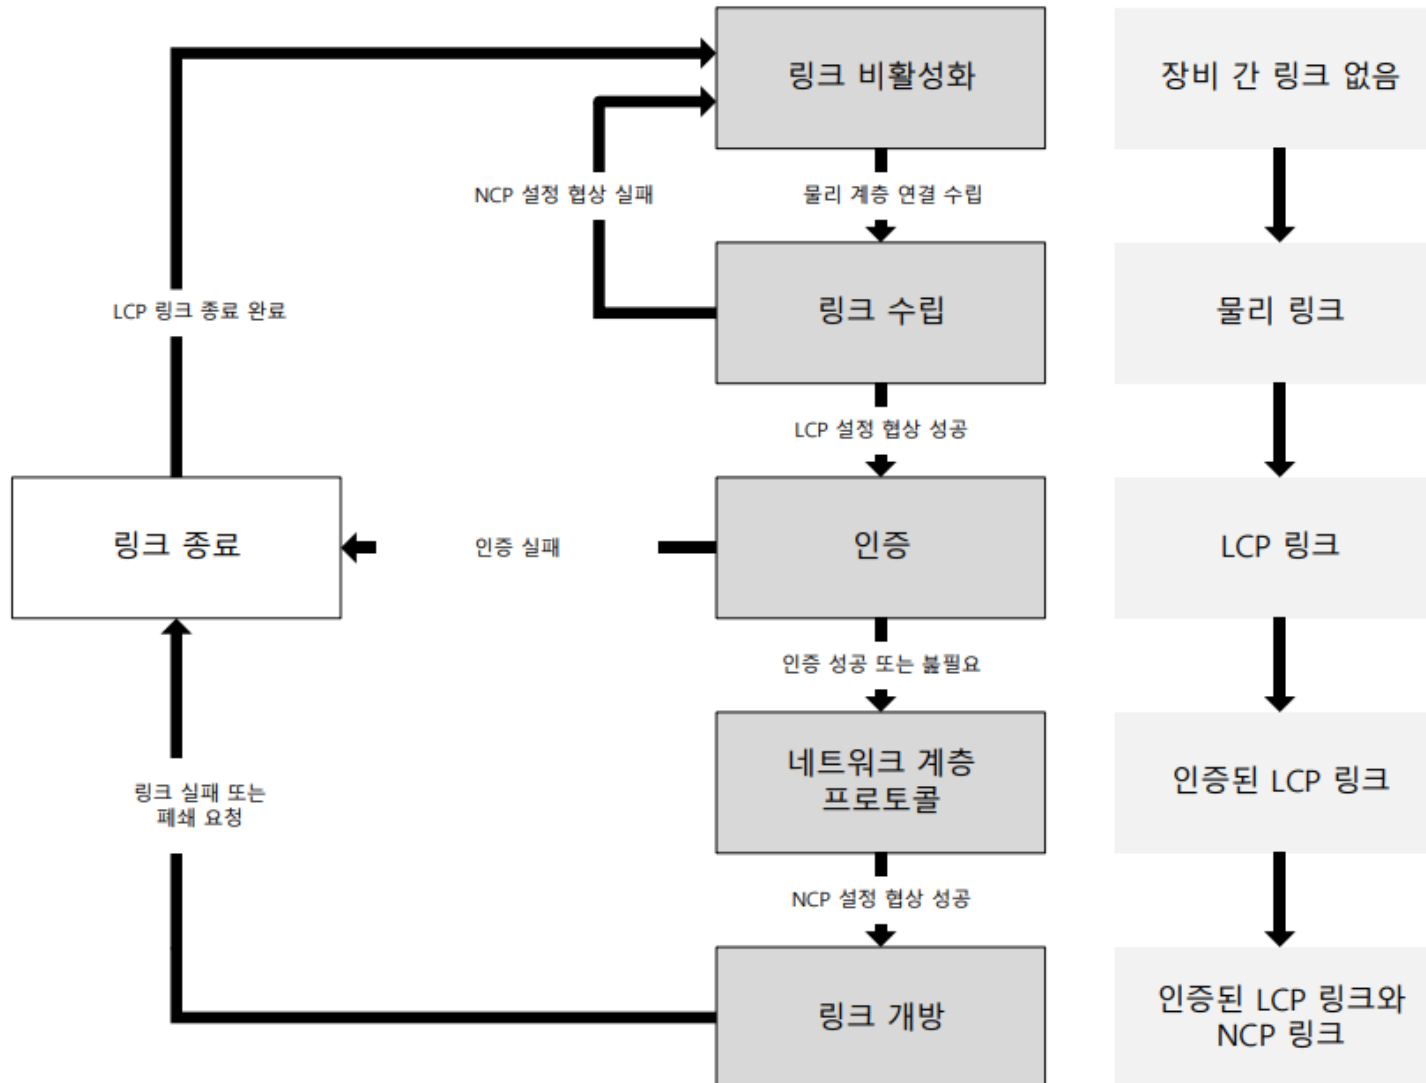 링크 비활성화
장비 간 링크 없음
NCP 설정 협상 실패
물리 계층 연결 수립
LCP 링크 종료 완료
링크 수립
물리 링크
LCP 설정 협상 성공
링크 종료
인증 실패
인증
LCP 링크
인증 성공 또는 붎필요
네트워크 계층
프로토콜
인증된 LCP 링크
링크 실패 또는
폐쇄 요청
NCP 설정 협상 성공
링크 개방
인증된 LCP 링크와
NCP 링크